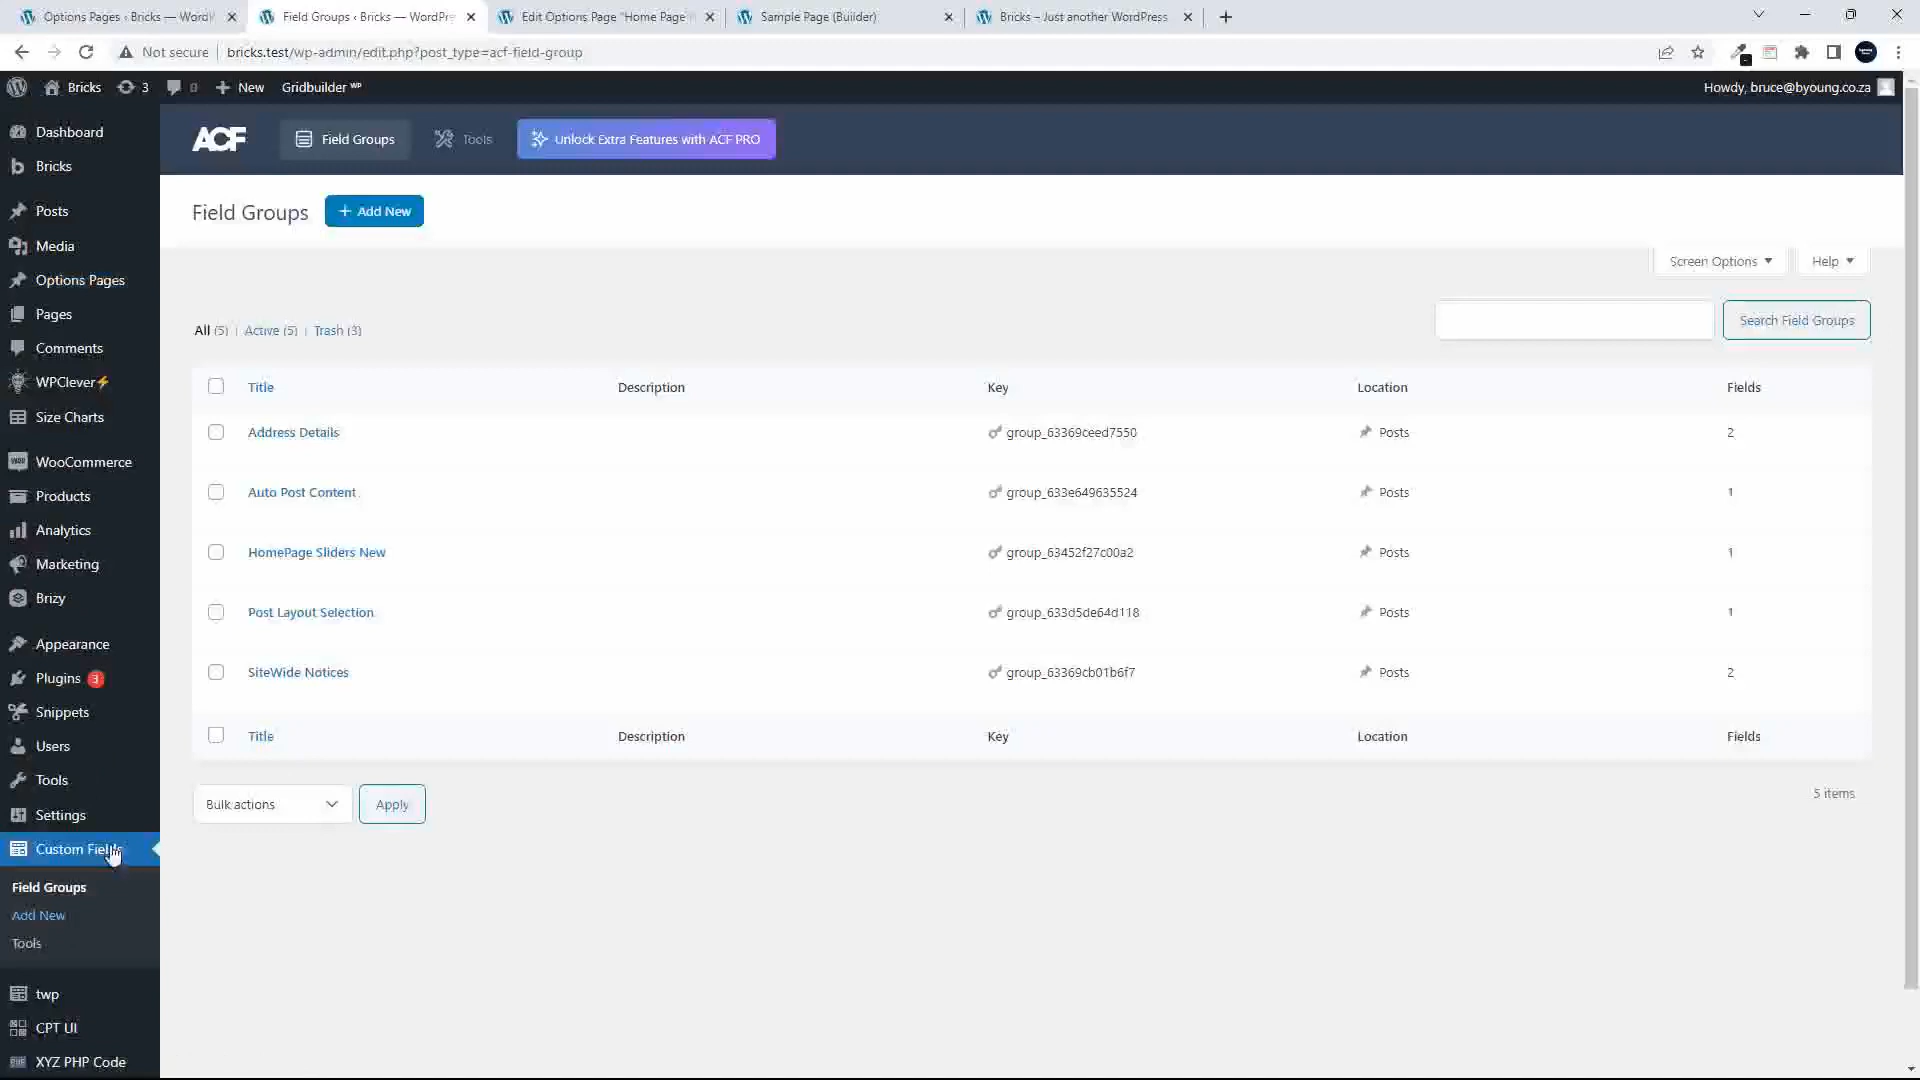 Options Pages ‹ Bricks — WordP
Field Groups ‹ Bricks — WordPre
Edit Options Page "Home Page
Sample Page (Builder)
Bricks – Just another WordPress
Not secure
bricks.test/wp-admin/edit.php?post_type=acf-field-group
Bricks
3
0
New
Gridbuilder ᵂᴾ
Howdy, bruce@byoung.co.za
Dashboard
Bricks
Posts
Media
Options Pages
Pages
Comments
WPClever⚡
Size Charts
WooCommerce
Products
Analytics
Marketing
Brizy
Appearance
Plugins 3
Snippets
Users
Tools
Settings
Custom Fields
Field Groups
Add New
Tools
twp
CPT UI
XYZ PHP Code
ACF
Field Groups
Tools
Unlock Extra Features with ACF PRO
Field Groups
+ Add New
Screen Options
Help
All (5) | Active (5) | Trash (3)
Search Field Groups
Title Description Key Location Fields
Address Details group_63369ceed7550 Posts 2
Auto Post Content group_633e649635524 Posts 1
HomePage Sliders New group_63452f27c00a2 Posts 1
Post Layout Selection group_633d5de64d118 Posts 1
SiteWide Notices group_63369cb01b6f7 Posts 2
Title Description Key Location Fields
Bulk actions
Apply
5 items